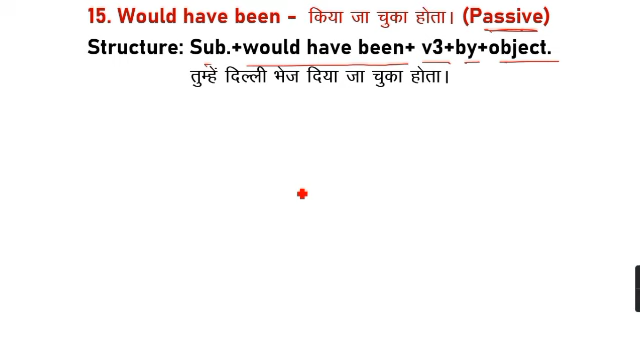 15. Would have been - किया जा चुका होता। (Passive)
Structure: Sub.+would have been+ v3+by+object.
तुम्हें दिल्ली भेज दिया जा चुका होता।